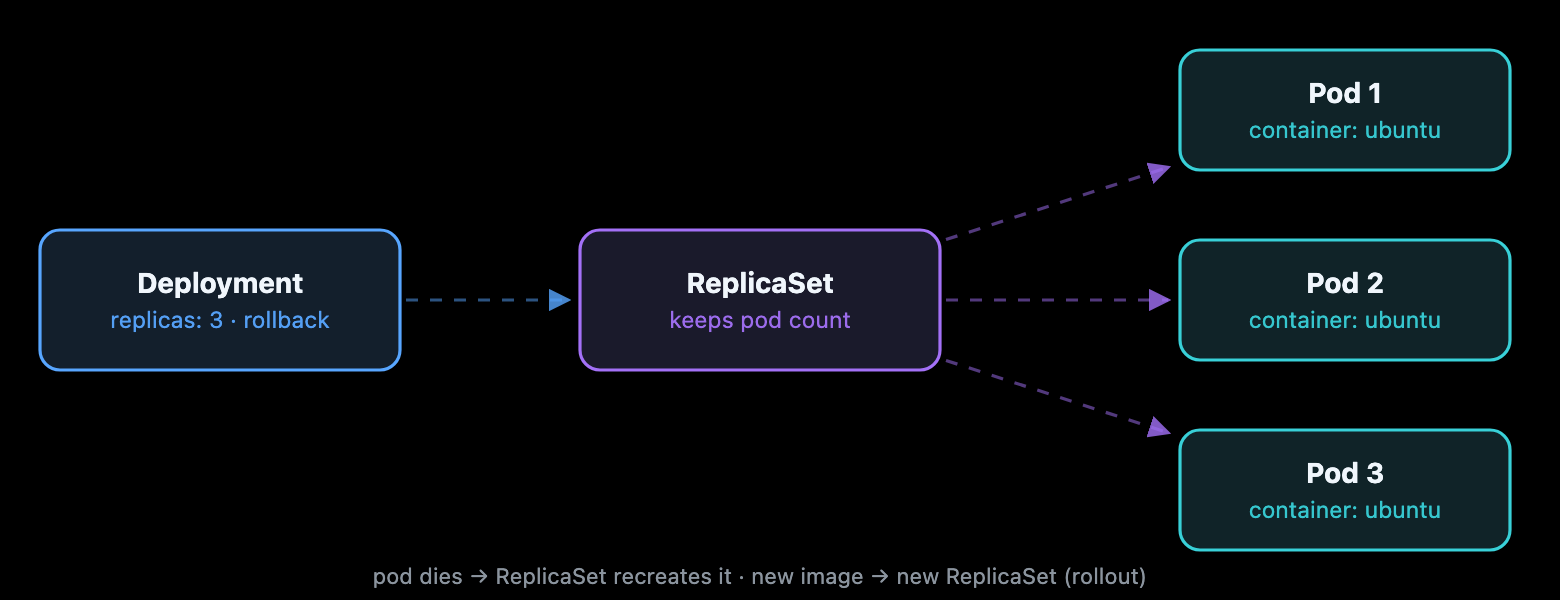 Deployment
replicas: 3 · rollback
ReplicaSet
keeps pod count
Pod 1
container: ubuntu
Pod 2
container: ubuntu
Pod 3
container: ubuntu
pod dies → ReplicaSet recreates it · new image → new ReplicaSet (rollout)